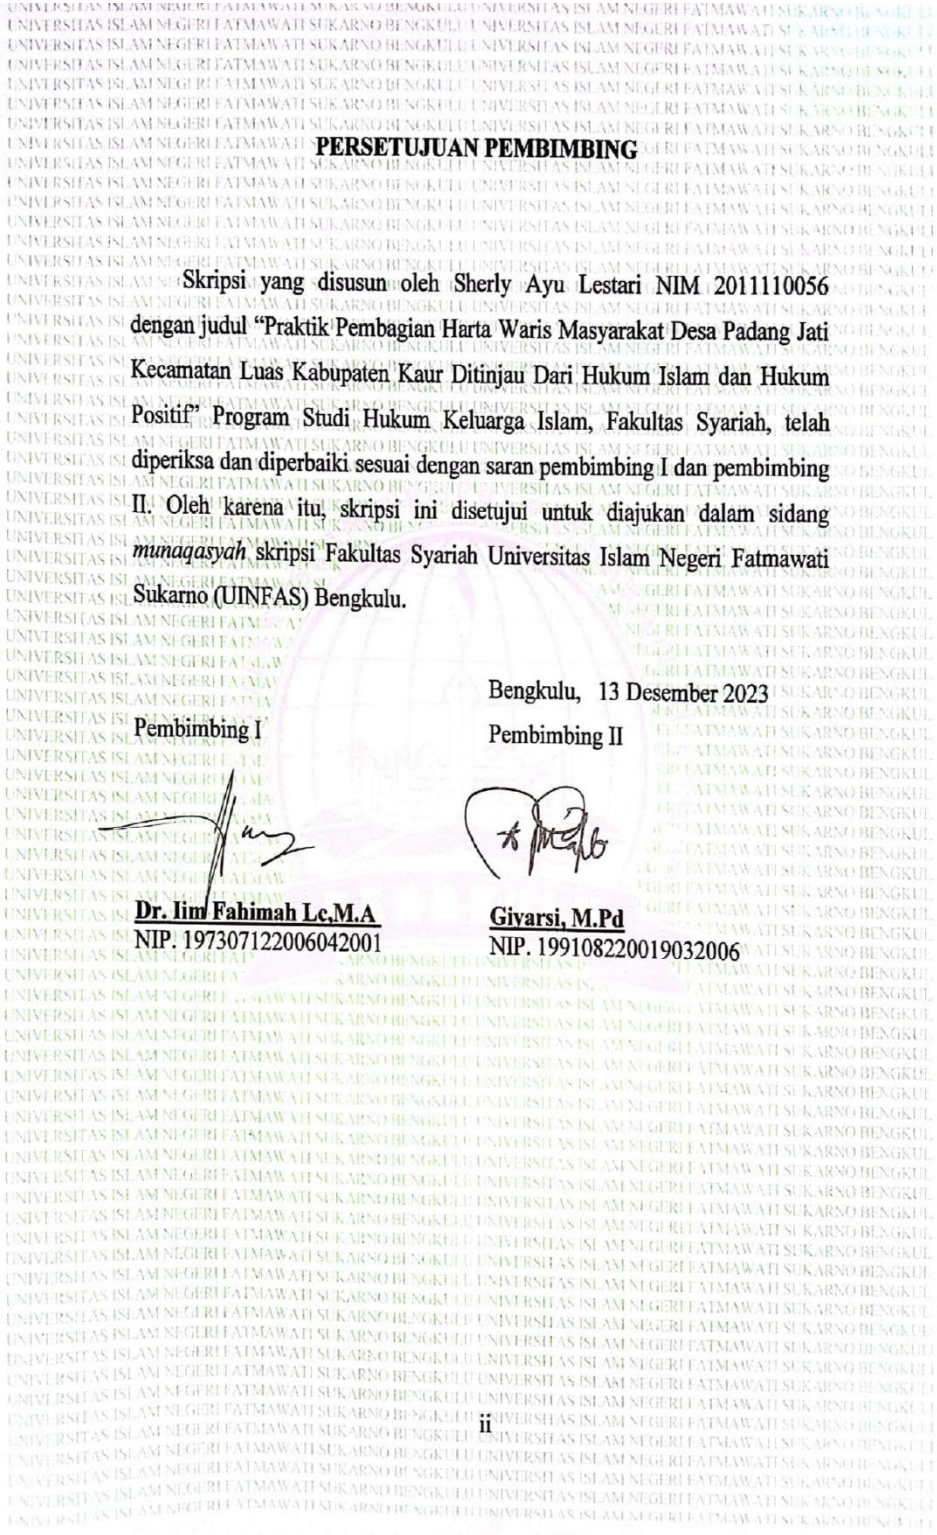 PERSETUJUAN PEMBIMBING
Skripsi yang disusun oleh Sherly Ayu Lestari NIM 2011110056
dengan judul “Praktik Pembagian Harta Waris Masyarakat Desa Padang Jati
Kecamatan Luas Kabupaten Kaur Ditinjau Dari Hukum Islam dan Hukum
Positif” Program Studi Hukum Keluarga Islam, Fakultas Syariah, telah
diperiksa dan diperbaiki sesuai dengan saran pembimbing I dan pembimbing
II. Oleh karena itu, skripsi ini disetujui untuk diajukan dalam sidang
munaqasyah skripsi Fakultas Syariah Universitas Islam Negeri Fatmawati
Sukarno (UINFAS) Bengkulu.
Bengkulu, 13 Desember 2023
Pembimbing I
Pembimbing II
Dr. Iim Fahimah Lc,M.A
NIP. 197307122006042001
Givarsi, M.Pd
NIP. 199108220019032006
ii